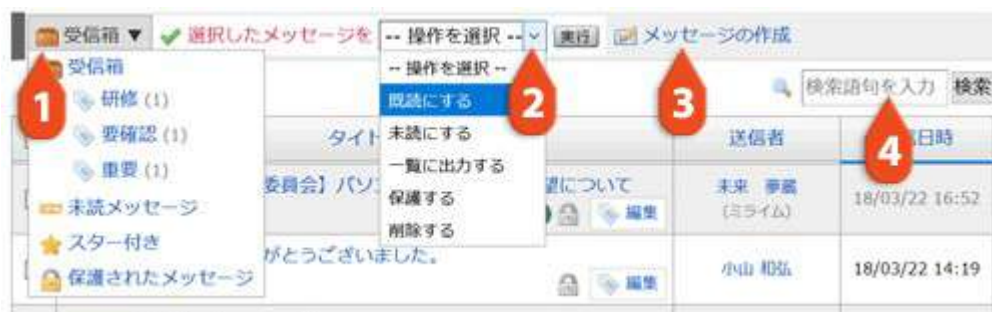 受信箱 ▼ 選択したメッセージを -- 操作を選択 -- 実行 メッセージの作成
受信箱
研修 (1)
要確認 (1)
重要 (1)
未読メッセージ
スター付き
保護されたメッセージ
-- 操作を選択 --
既読にする
未読にする
一覧に出力する
保護する
削除する
1
2
3
4
検索語句を入力 検索
タイト 送信者 日時
委員会】パソコ 望について
編集
未来 夢蔵
(ミライム)
18/03/22 16:52
がとうございました。
編集
小山 和弘
18/03/22 14:19